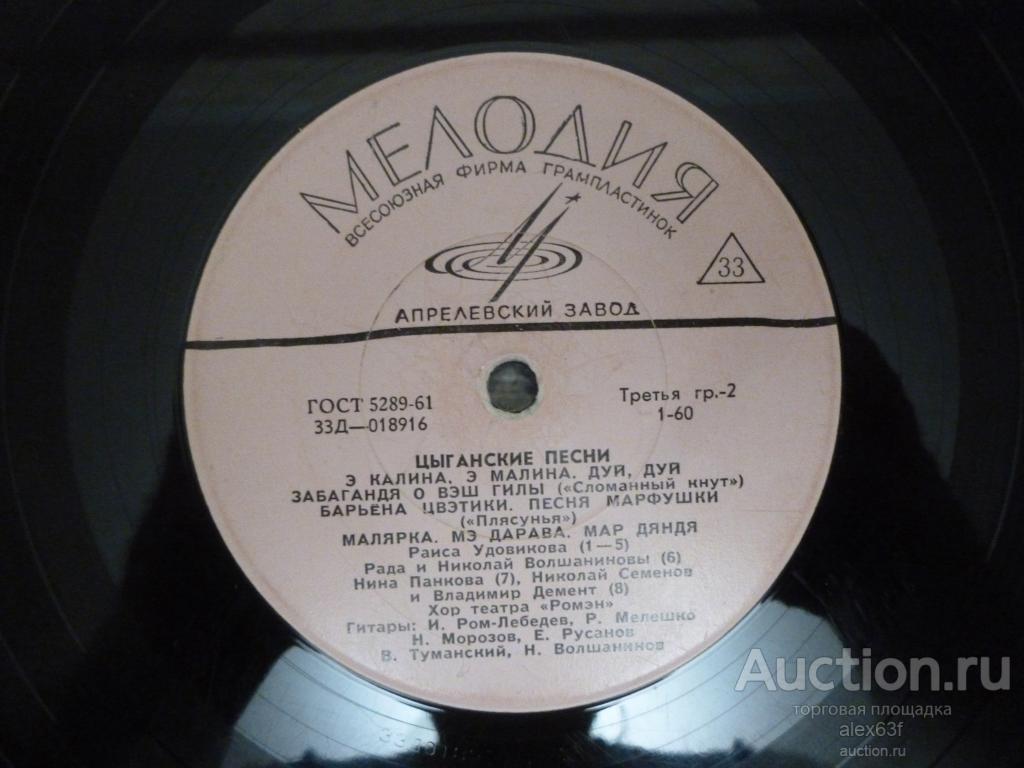 МЕЛОДИЯ
ВСЕСОЮЗНАЯ ФИРМА ГРАМПЛАСТИНОК
33
АПРЕЛЕВСКИЙ ЗАВОД
ГОСТ 5289-61
33Д—018916
Третья гр.-2
1-60
ЦЫГАНСКИЕ ПЕСНИ
Э КАЛИНА, Э МАЛИНА. ДУЙ, ДУЙ
ЗАБАГАНДЯ О ВЭШ ГИЛЫ («Сломанный кнут»)
БАРЬЕНА ЦВЭТИКИ. ПЕСНЯ МАРФУШКИ
(«Плясунья»)
МАЛЯРКА. МЭ ДАРАВА. МАР ДЯНДЯ
Раиса Удовикова (1—5)
Рада и Николай Волшаниновы (6)
Нина Панкова (7), Николай Семенов
и Владимир Демент (8)
Хор театра «Ромэн»
Гитары: И. Ром-Лебедев, Р. Мелешко
Н. Морозов, Е. Русанов
В. Туманский, Н. Волшанинов
Auction.ru
торговая площадка
alex63f
auction.ru